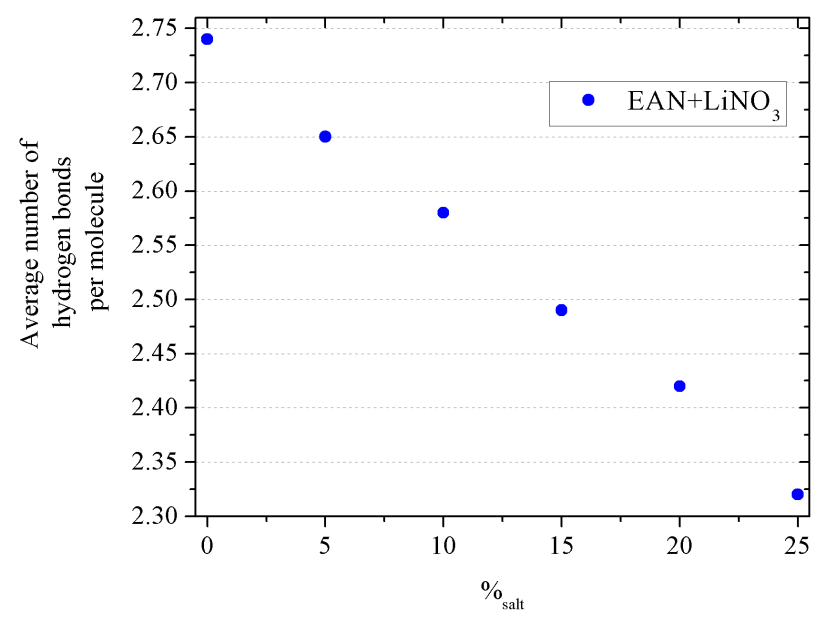 2.75
2.70
2.65
2.60
2.55
2.50
2.45
2.40
2.35
2.30
Average number of
hydrogen bonds
per molecule
EAN+LiNO3
0 5 10 15 20 25
%salt